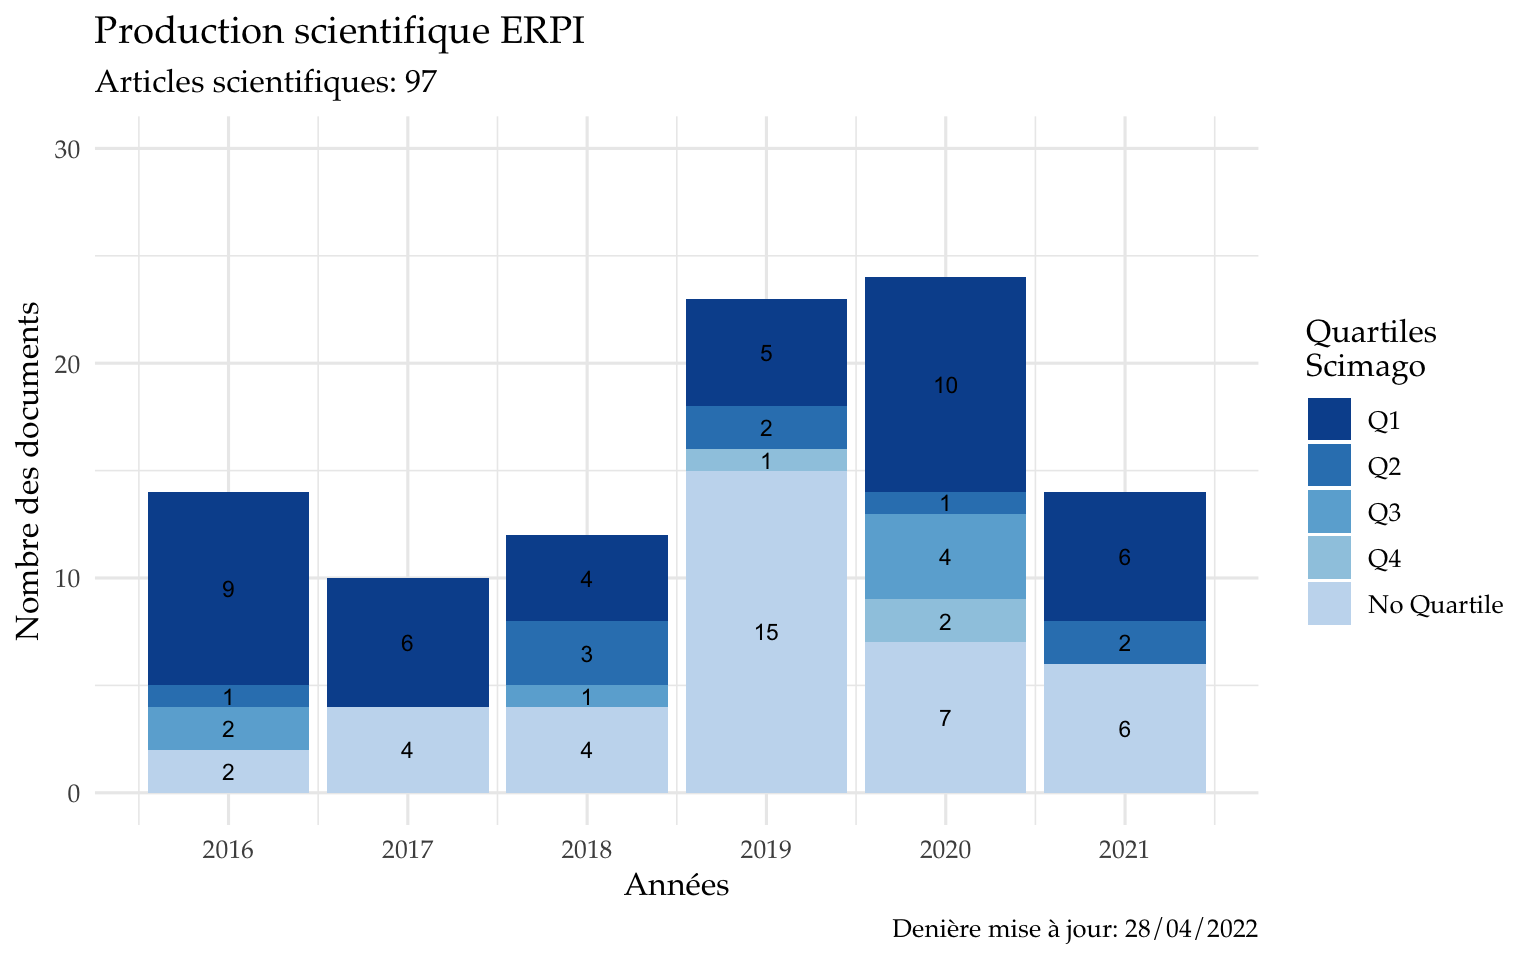 Production scientifique ERPI
Articles scientifiques: 97
30
20
10
0
Nombre des documents
9
1
2
2
6
4
4
3
1
4
5
2
1
15
10
1
4
2
7
6
2
6
2016
2017
2018
2019
2020
2021
Années
Quartiles
Scimago
Q1
Q2
Q3
Q4
No Quartile
Denière mise à jour: 28/04/2022